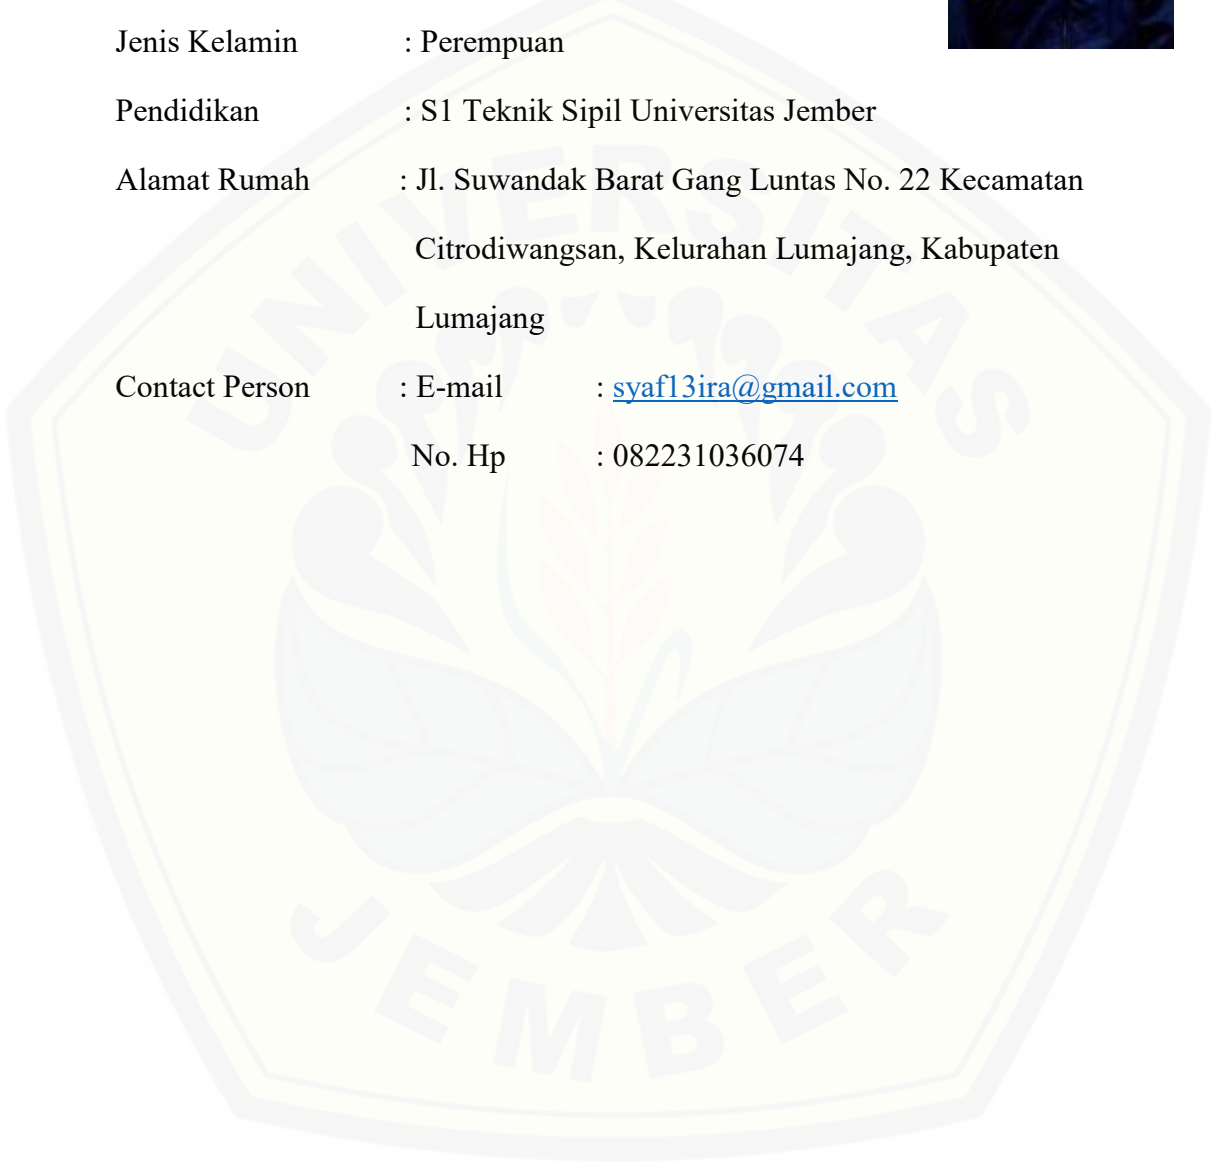 Jenis Kelamin : Perempuan
Pendidikan : S1 Teknik Sipil Universitas Jember
Alamat Rumah : Jl. Suwandak Barat Gang Luntas No. 22 Kecamatan
Citrodiwangsan, Kelurahan Lumajang, Kabupaten
Lumajang
Contact Person : E-mail : syaf13ira@gmail.com
No. Hp : 082231036074
UNIVERSITAS
JEMBER